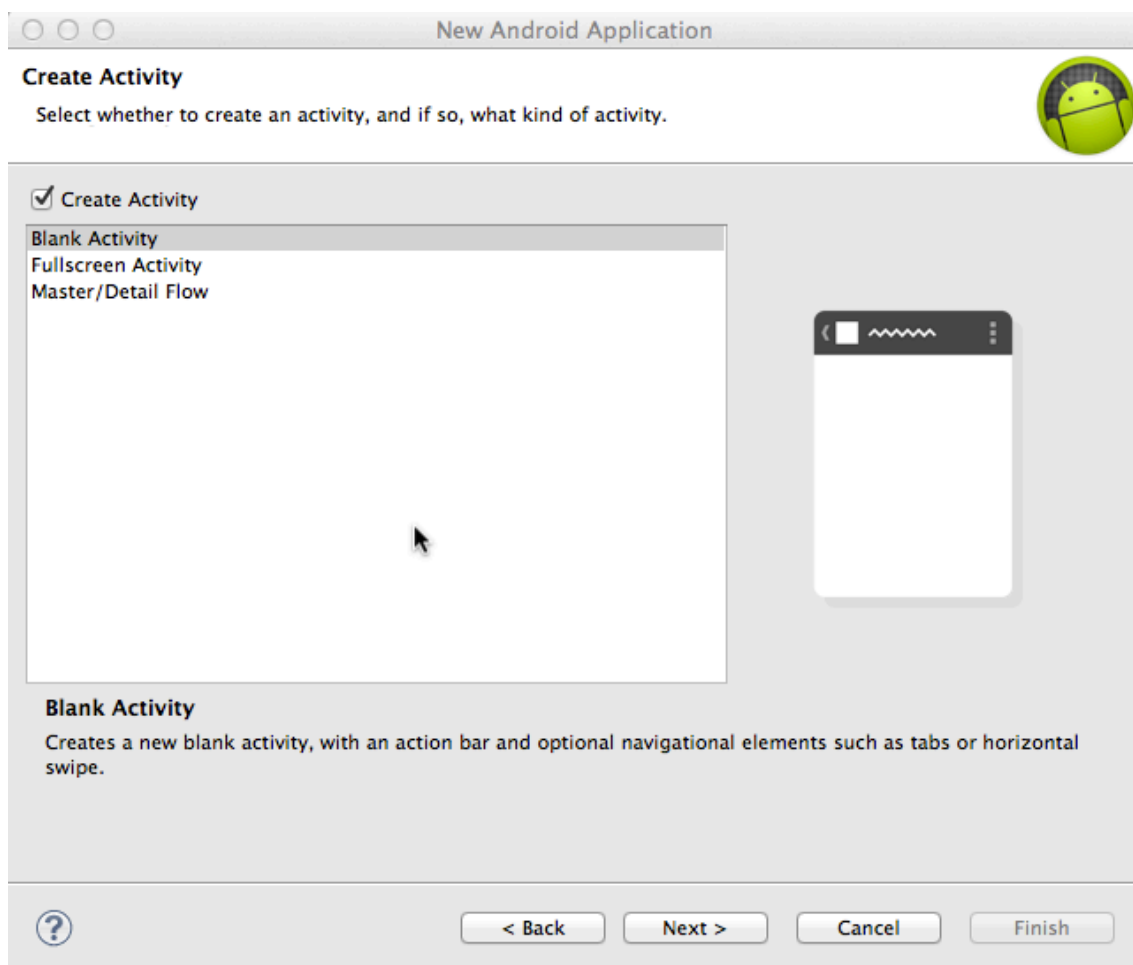 New Android Application
Create Activity
Select whether to create an activity, and if so, what kind of activity.
Create Activity
Blank Activity
Fullscreen Activity
Master/Detail Flow
Blank Activity
Creates a new blank activity, with an action bar and optional navigational elements such as tabs or horizontal
swipe.
? < Back Next > Cancel Finish